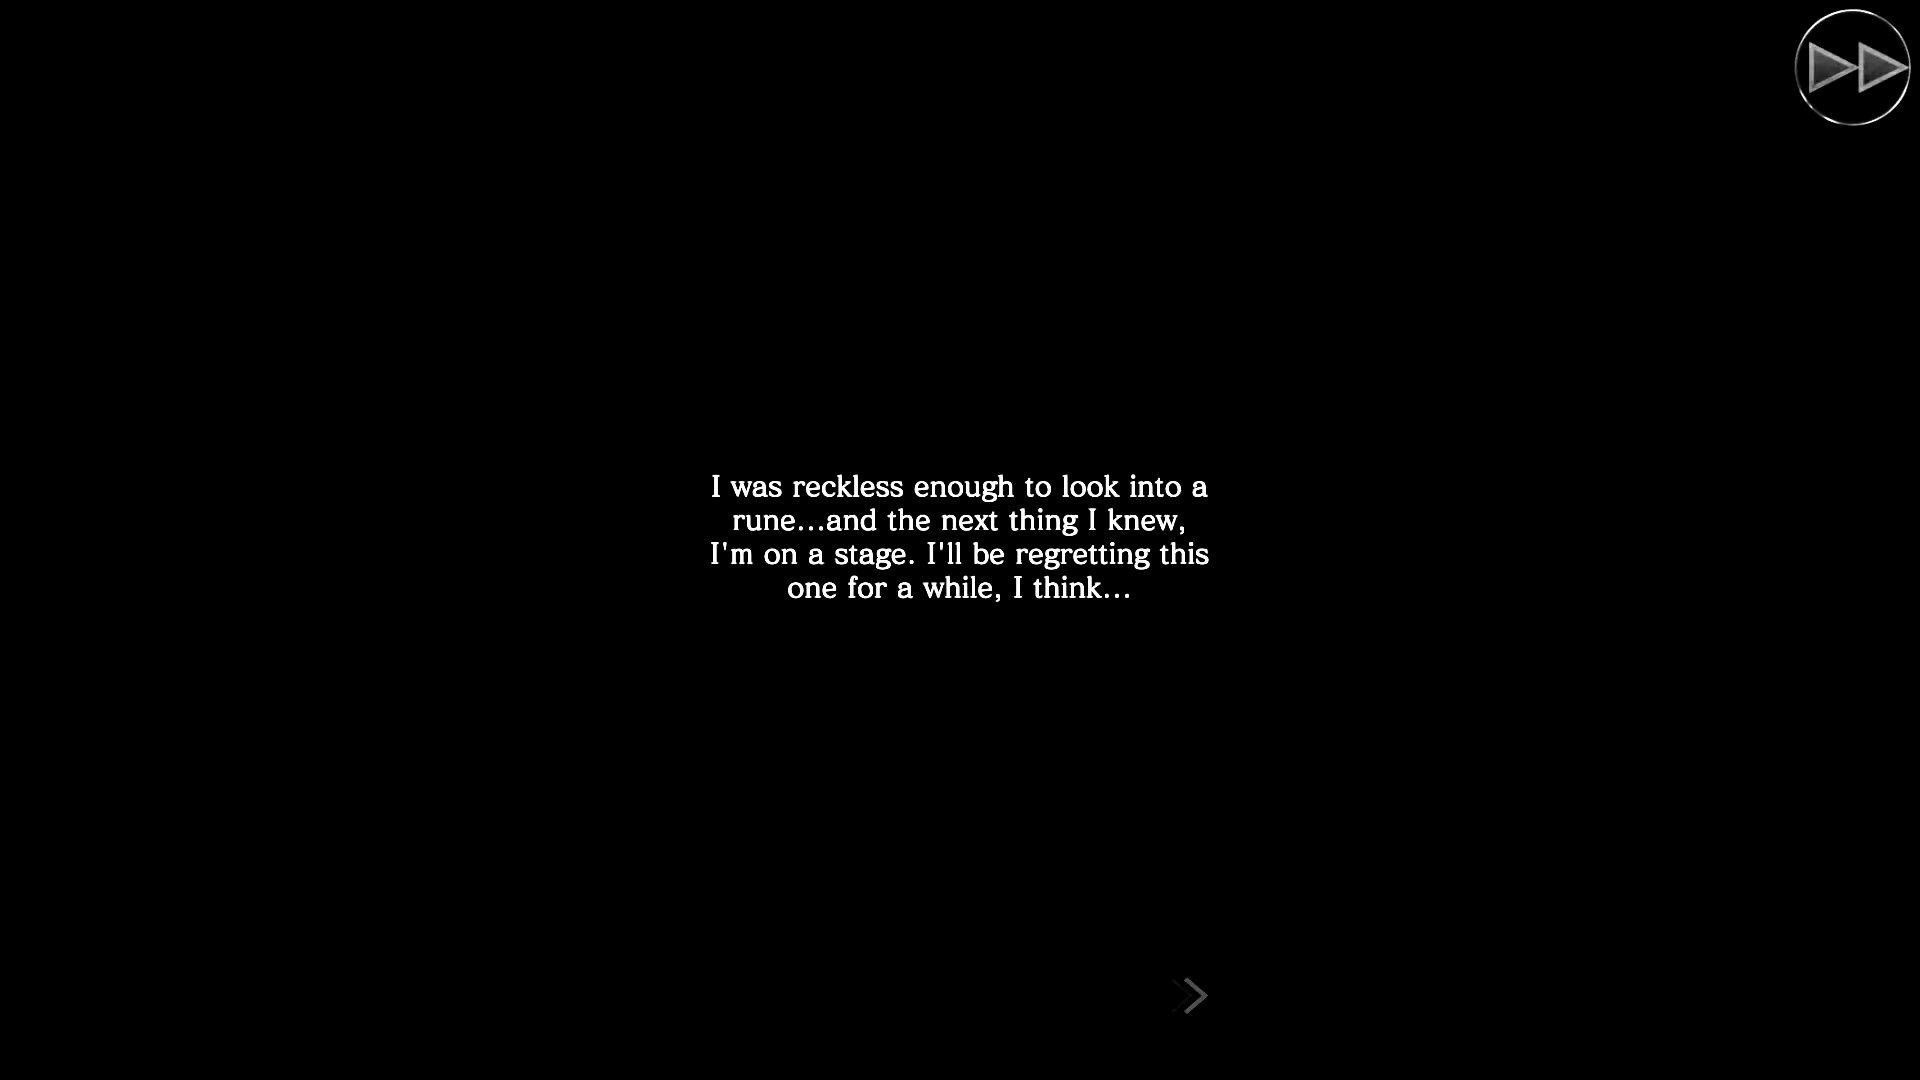 I was reckless enough to look into a
rune...and the next thing I knew,
I'm on a stage. I'll be regretting this
one for a while, I think...